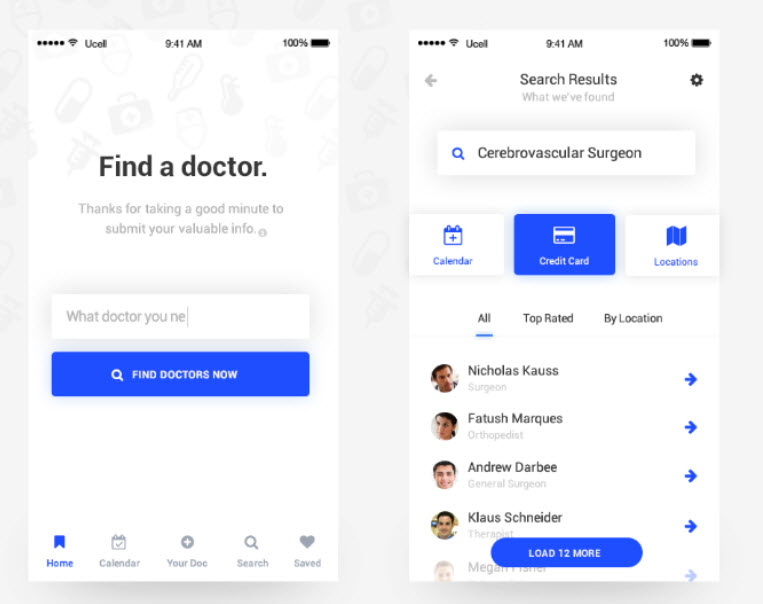 Ucell 9:41 AM 100%
Find a doctor.
Thanks for taking a good minute to
submit your valuable info.
What doctor you ne
FIND DOCTORS NOW
Home Calendar Your Doc Search Saved
Ucell 9:41 AM 100%
Search Results
What we've found
Cerebrovascular Surgeon
Calendar Credit Card Locations
All Top Rated By Location
Nicholas Kauss
Surgeon
Fatush Marques
Orthopedist
Andrew Darbee
General Surgeon
Klaus Schneider
Therapist
LOAD 12 MORE
Megan Fisher